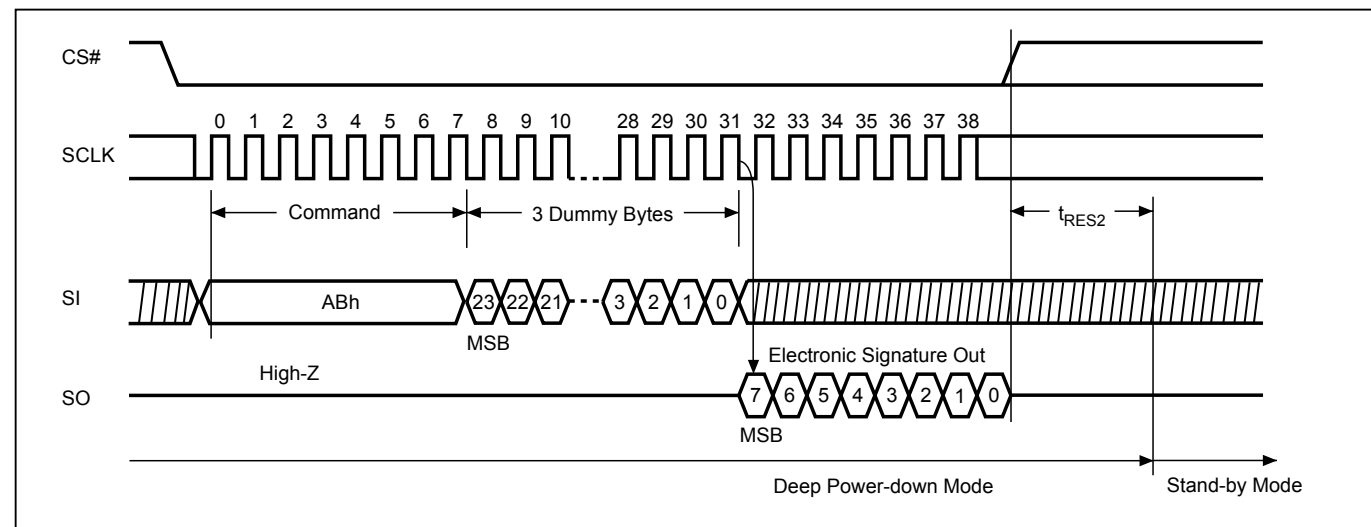 CS#
0 1 2 3 4 5 6 7 8 9 10 28 29 30 31 32 33 34 35 36 37 38
SCLK
Command 3 Dummy Bytes tRES2
SI ABh 23 22 21 3 2 1 0
MSB
Electronic Signature Out
High-Z
SO 7 6 5 4 3 2 1 0
MSB
Deep Power-down Mode Stand-by Mode